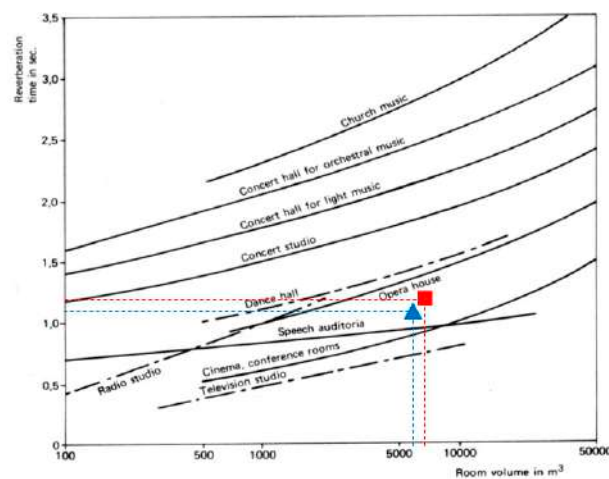 Reverberation
time in sec.
3,5
3,0
2,5
2,0
1,5
1,0
0,5
0
Church music
Concert hall for orchestral music
Concert hall for light music
Concert studio
Dance hall
Opera house
Speech auditoria
Radio studio
Cinema, conference rooms
Television studio
100
500
1000
5000
10000
50000
Room volume in m³